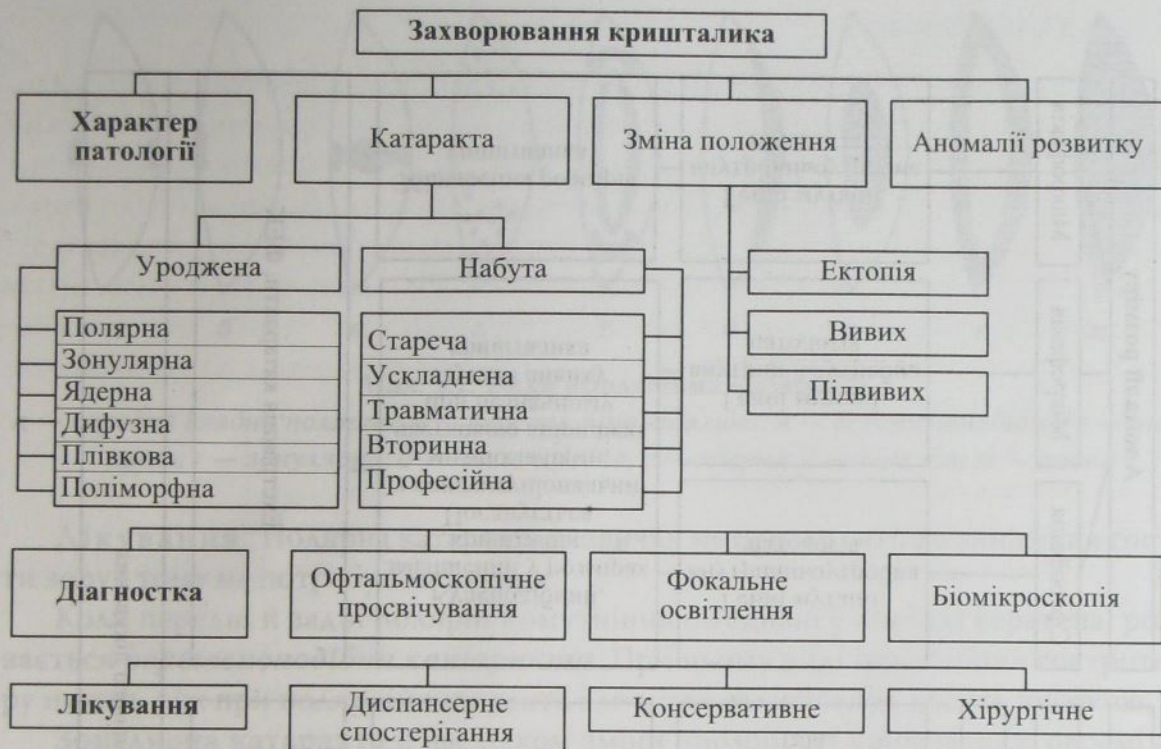 Захворювання кришталика
Характер
патології
Катаракта
Зміна положення
Аномалії розвитку
Уроджена
Набута
Ектопія
Полярна
Зонулярна
Ядерна
Дифузна
Плівкова
Поліморфна
Стареча
Ускладнена
Травматична
Вторинна
Професійна
Вивих
Підвивих
Діагностка
Офтальмоскопічне
просвічування
Фокальне
освітлення
Біомікроскопія
Лікування
Диспансерне
спостерігання
Консервативне
Хірургічне